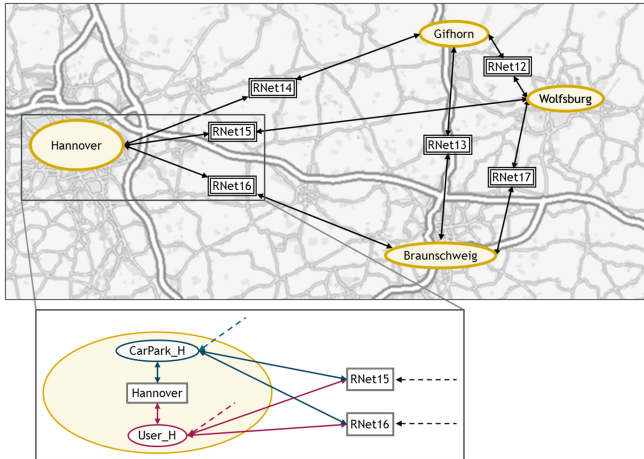 Gifhorn
RNet12
RNet14
Wolfsburg
Hannover
RNet15
RNet13
RNet16
RNet17
Braunschweig
CarPark_H
RNet15
Hannover
RNet16
User_H